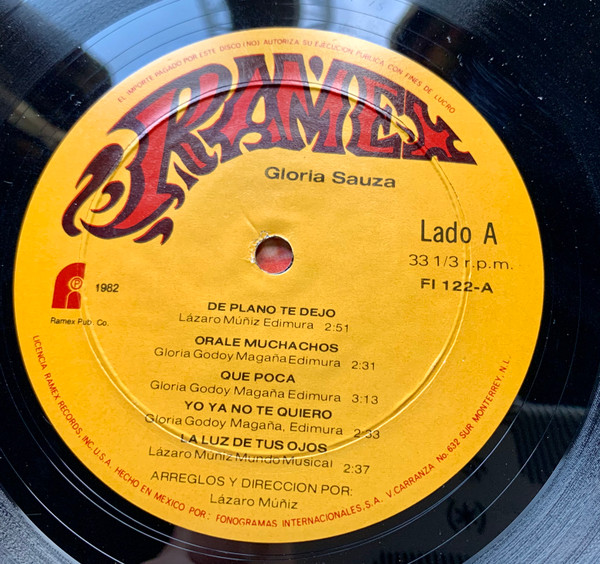 EL IMPORTE PAGADO POR ESTE DISCO (NO) AUTORIZA SU EJECUCION PUBLICA CON FINES DE LUCRO
RAMEX
Gloria Sauza
Lado A
33 1/3 r.p.m.
FI 122-A
P 1982
Ramex Pub. Co.
DE PLANO TE DEJO
Lázaro Múñiz Edimura 2:51
ORALE MUCHACHOS
Gloria Godoy Magaña Edimura 2:31
QUE POCA
Gloria Godoy Magaña Edimura 3:13
YO YA NO TE QUIERO
Gloria Godoy Magaña, Edimura 2:33
LA LUZ DE TUS OJOS
Lázaro Múñiz Mundo Musical 2:37
ARREGLOS Y DIRECCION POR:
Lázaro Múñiz
LICENCIA RAMEX RECORDS, INC. U.S.A. HECHO EN MEXICO POR: FONOGRAMAS INTERNACIONALES, S.A. V. CARRANZA No. 632 SUR MONTERREY, N.L.